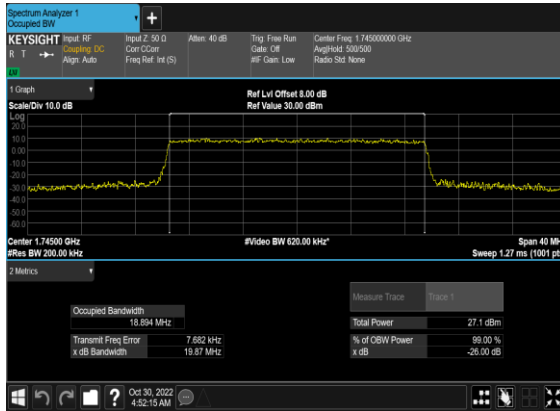 Spectrum Analyzer 1
Occupied BW
+
KEYSIGHT Input: RF Input Z: 50 Ω Atten: 40 dB Trig: Free Run Center Freq: 1.745000000 GHz
R T Coupling: DC Corr CCorr Gate: Off Avg|Hold: 500/500
Align: Auto Freq Ref: Int (S) #IF Gain: Low Radio Std: None
1 Graph
Ref Lvl Offset 8.00 dB
Scale/Div 10.0 dB Ref Value 30.00 dBm
Log
20.0
10.0
0.00
-10.0
-20.0
-30.0
-40.0
-50.0
-60.0
Center 1.74500 GHz #Video BW 620.00 kHz* Span 40 MH
#Res BW 200.00 kHz Sweep 1.27 ms (1001 pt
2 Metrics
Measure Trace Trace 1
Occupied Bandwidth
18.894 MHz Total Power 27.1 dBm
Transmit Freq Error 7.682 kHz % of OBW Power 99.00 %
x dB Bandwidth 19.87 MHz x dB -26.00 dB
? Oct 30, 2022
4:52:15 AM